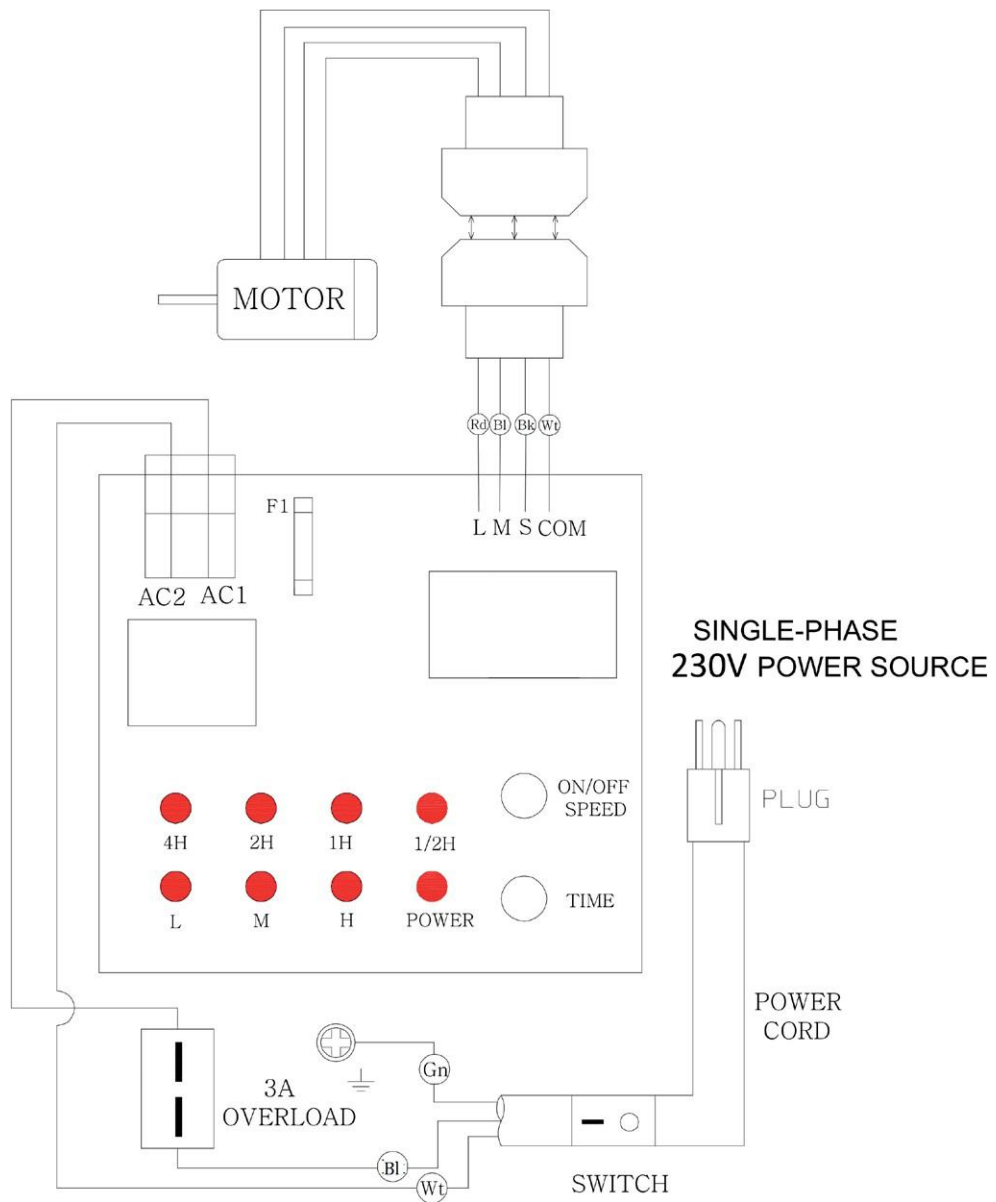 MOTOR
Rd Bl Bk Wt
F1
L M S COM
AC2 AC1
SINGLE-PHASE
230V POWER SOURCE
PLUG
ON/OFF
SPEED
4H 2H 1H 1/2H
TIME
L M H POWER
POWER
CORD
Gn
3A
OVERLOAD
Bl
Wt
SWITCH